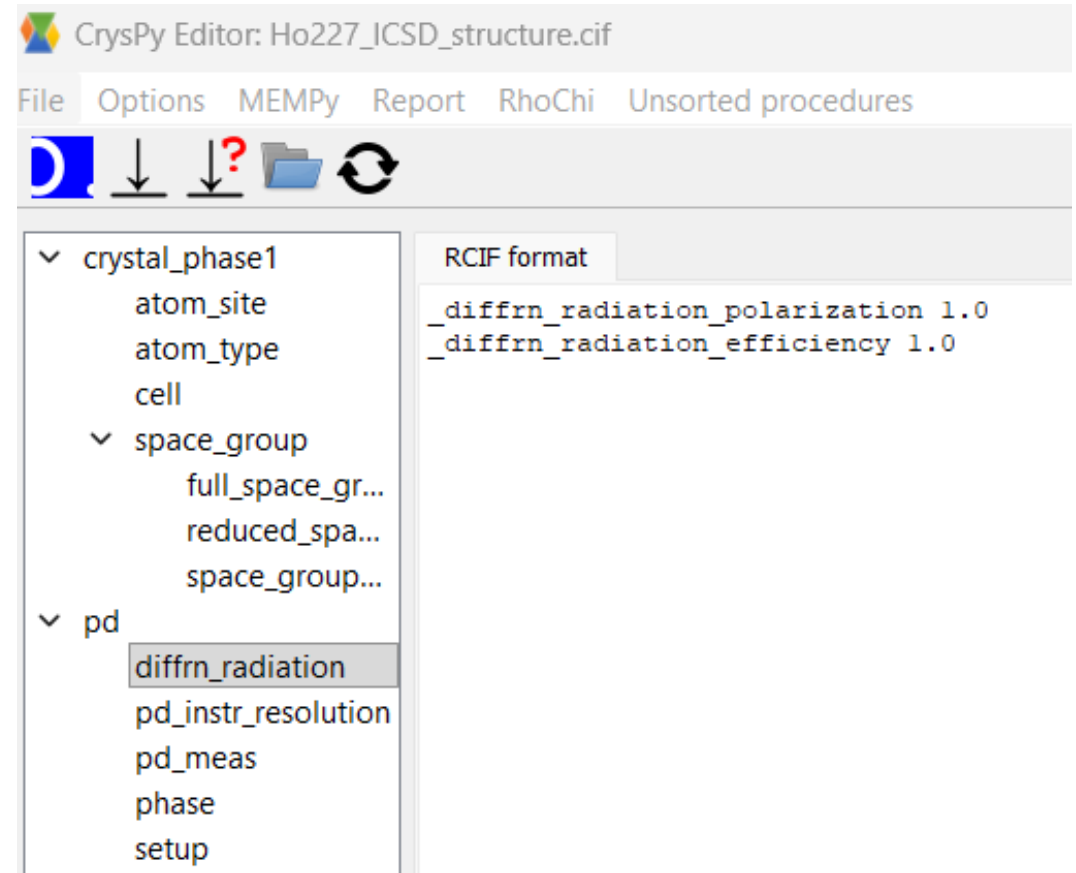 CrysPy Editor: Ho227_ICSD_structure.cif
File Options MEMPy Report RhoChi Unsorted procedures
?
crystal_phase1
atom_site
atom_type
cell
space_group
full_space_gr...
reduced_spa...
space_group...
pd
diffrn_radiation
pd_instr_resolution
pd_meas
phase
setup
RCIF format
_diffrn_radiation_polarization 1.0
_diffrn_radiation_efficiency 1.0